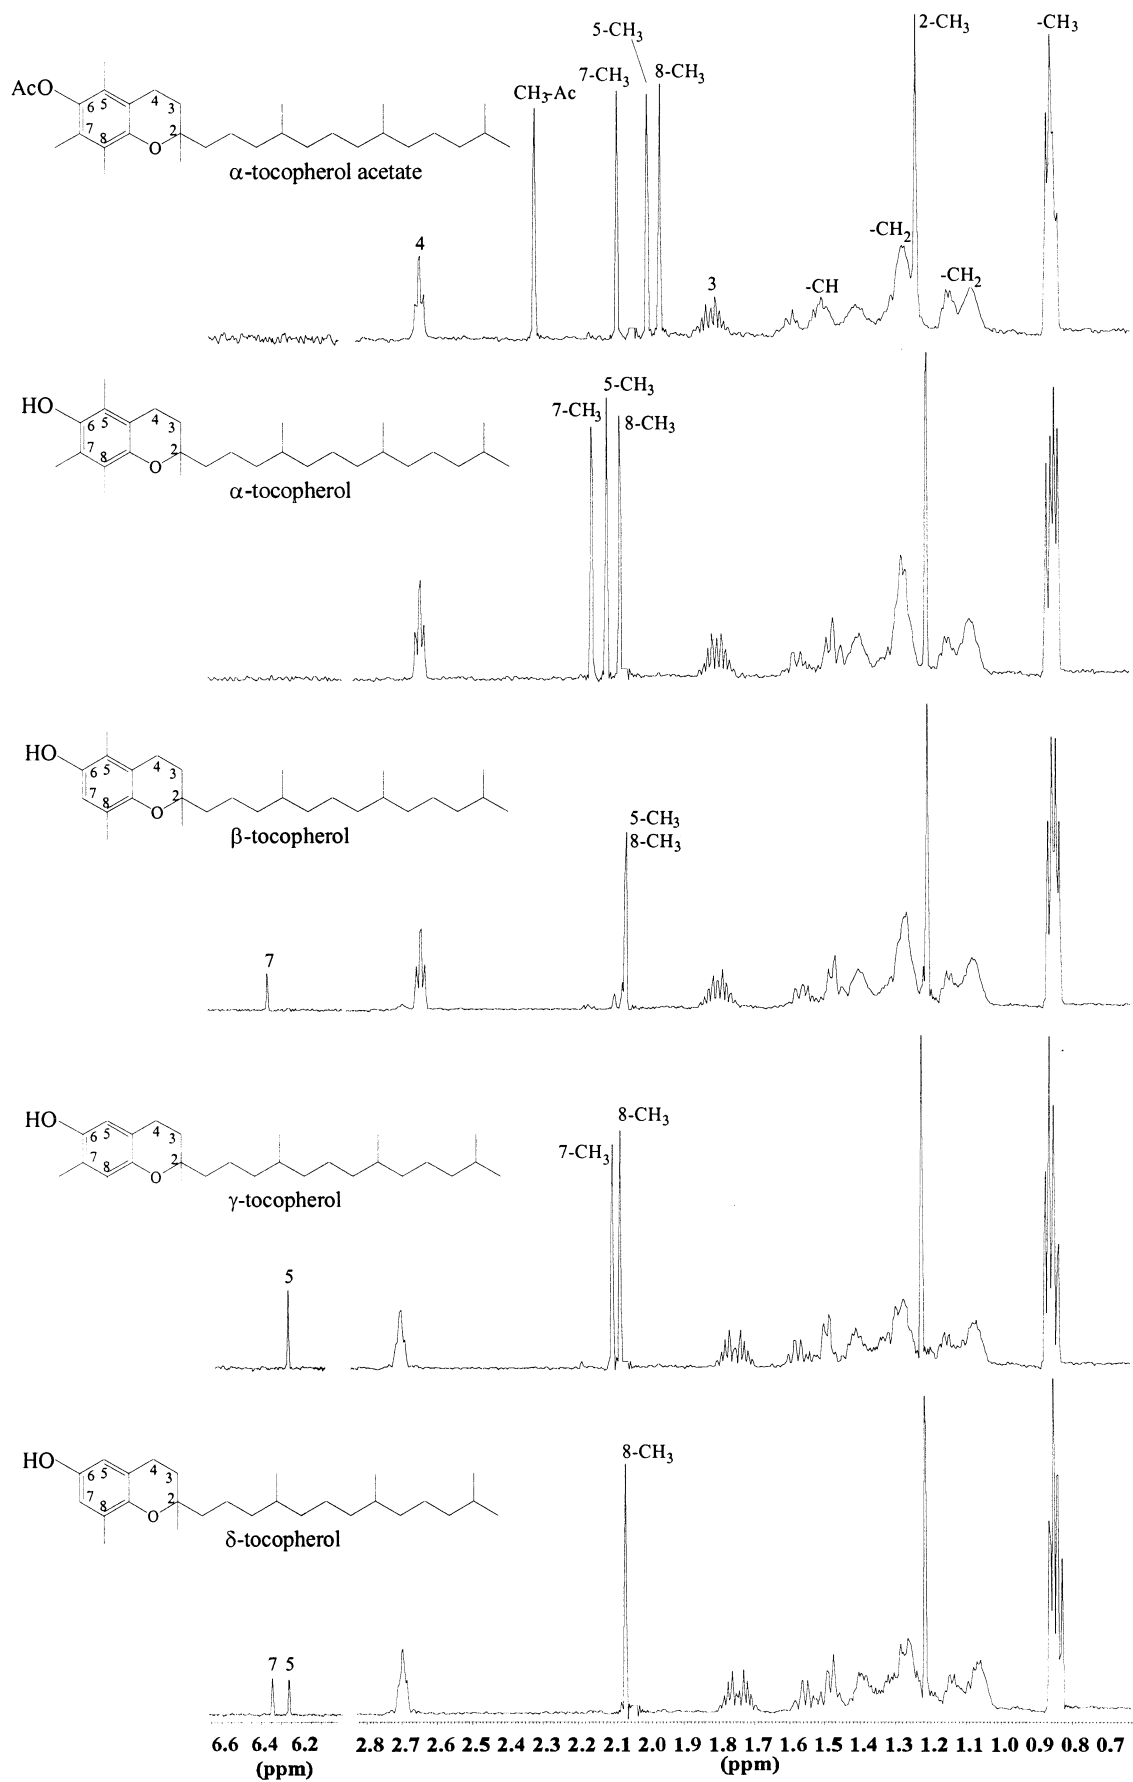 5-CH3
2-CH3
-CH3
7-CH3
8-CH3
AcO
CH3-Ac
5
4
6
3
7
8
2
O
α-tocopherol acetate
4
-CH2
3
-CH
-CH2
5-CH3
HO
7-CH3
8-CH3
5
4
6
3
7
8
2
O
α-tocopherol
HO
5
4
6
3
7
8
2
O
5-CH3
β-tocopherol
8-CH3
7
8-CH3
HO
7-CH3
5
4
6
3
7
8
2
O
γ-tocopherol
5
8-CH3
HO
5
4
6
3
7
8
2
O
δ-tocopherol
7 5
6.6 6.4 6.2 2.8 2.7 2.6 2.5 2.4 2.3 2.2 2.1 2.0 1.9 1.8 1.7 1.6 1.5 1.4 1.3 1.2 1.1 1.0 0.9 0.8 0.7
(ppm) (ppm)